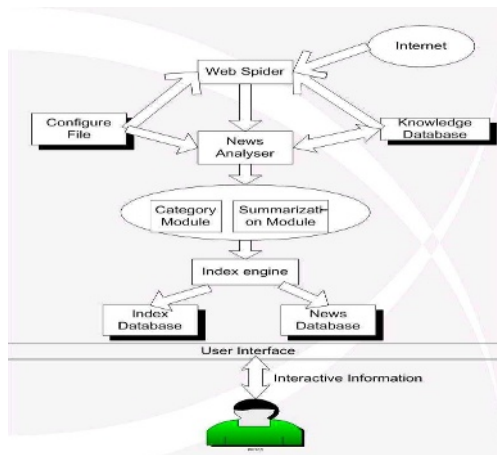 Internet
Web Spider
Configure
File
Knowledge
Database
News
Analyser
Category
Module
Summarizati
on Module
Index engine
Index
Database
News
Database
User Interface
Interactive Information